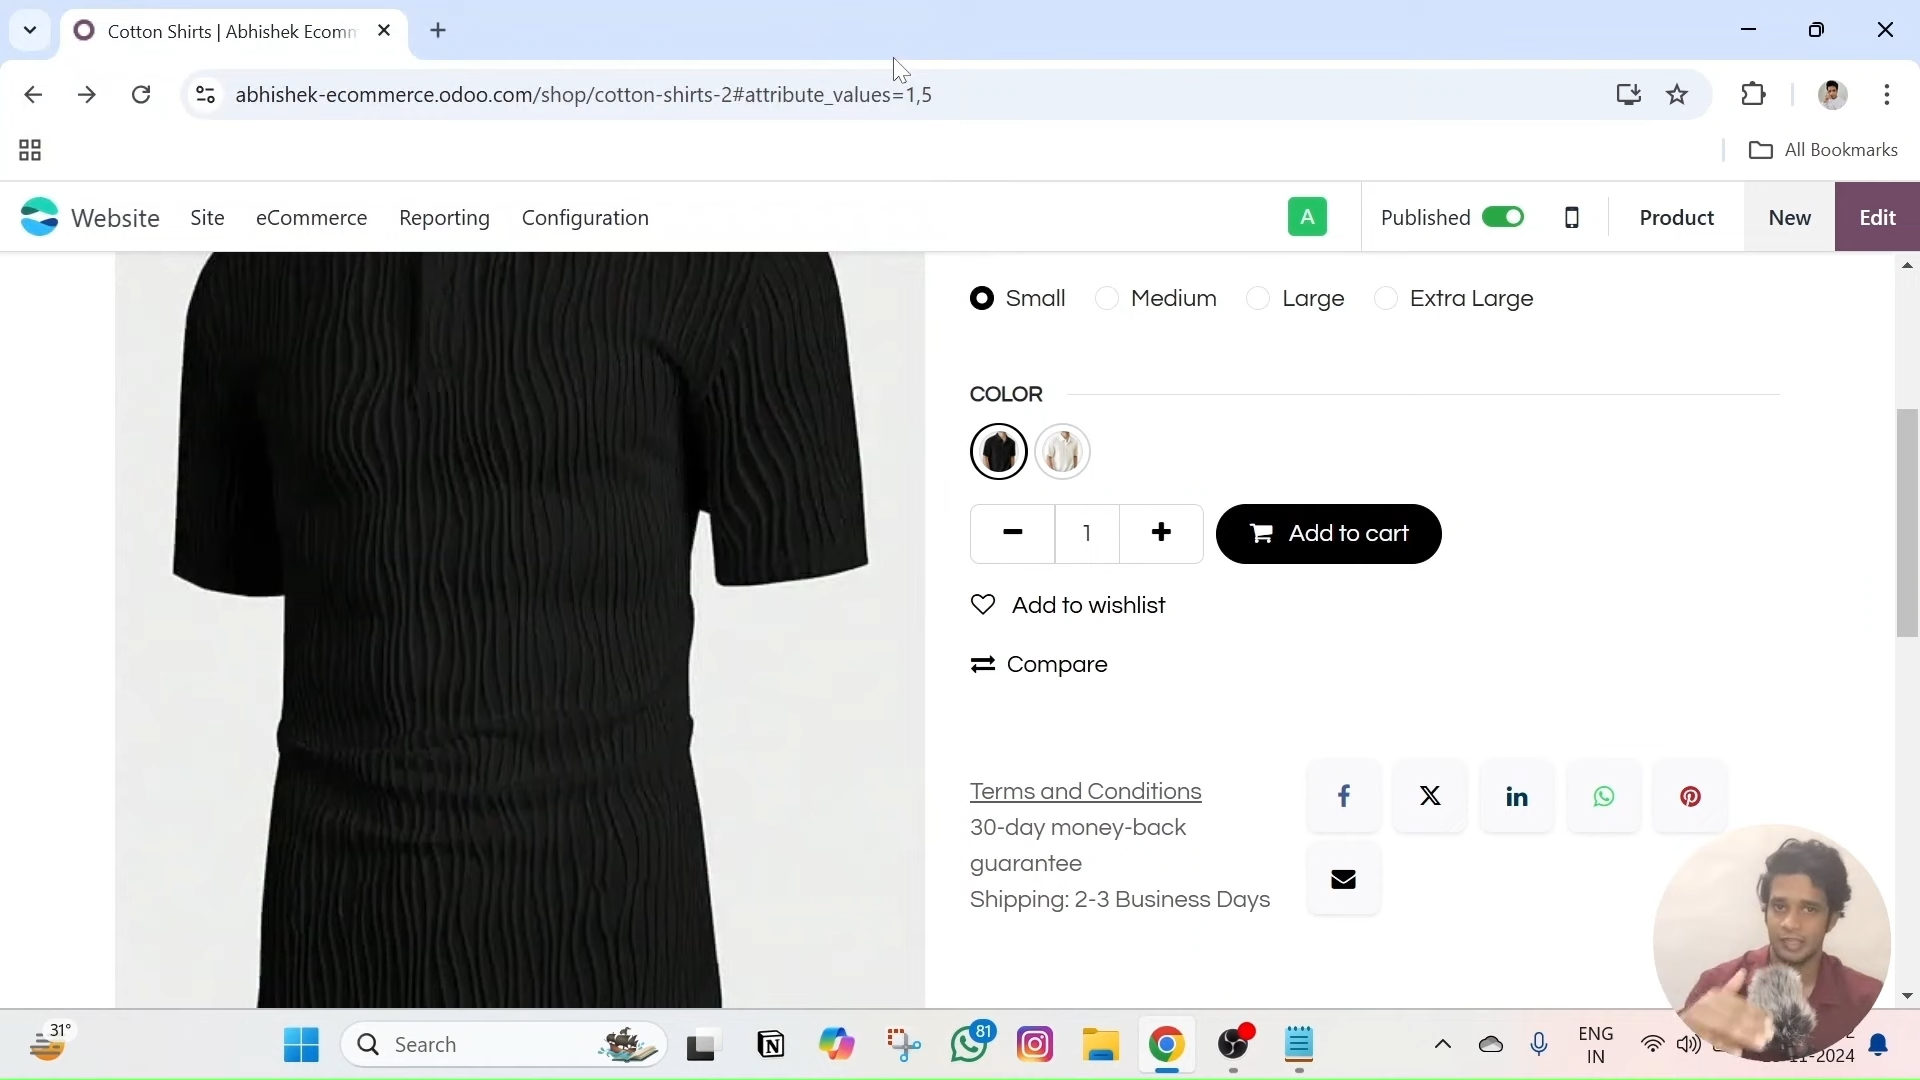 Cotton Shirts | Abhishek Ecomm
abhishek-ecommerce.odoo.com/shop/cotton-shirts-2#attribute_values=1,5
All Bookmarks
Website Site eCommerce Reporting Configuration A Published Product New Edit
Small Medium Large Extra Large
COLOR
1 Add to cart
Add to wishlist
Compare
Terms and Conditions
30-day money-back
guarantee
Shipping: 2-3 Business Days
31°
Search
81
ENG
IN
11-2024